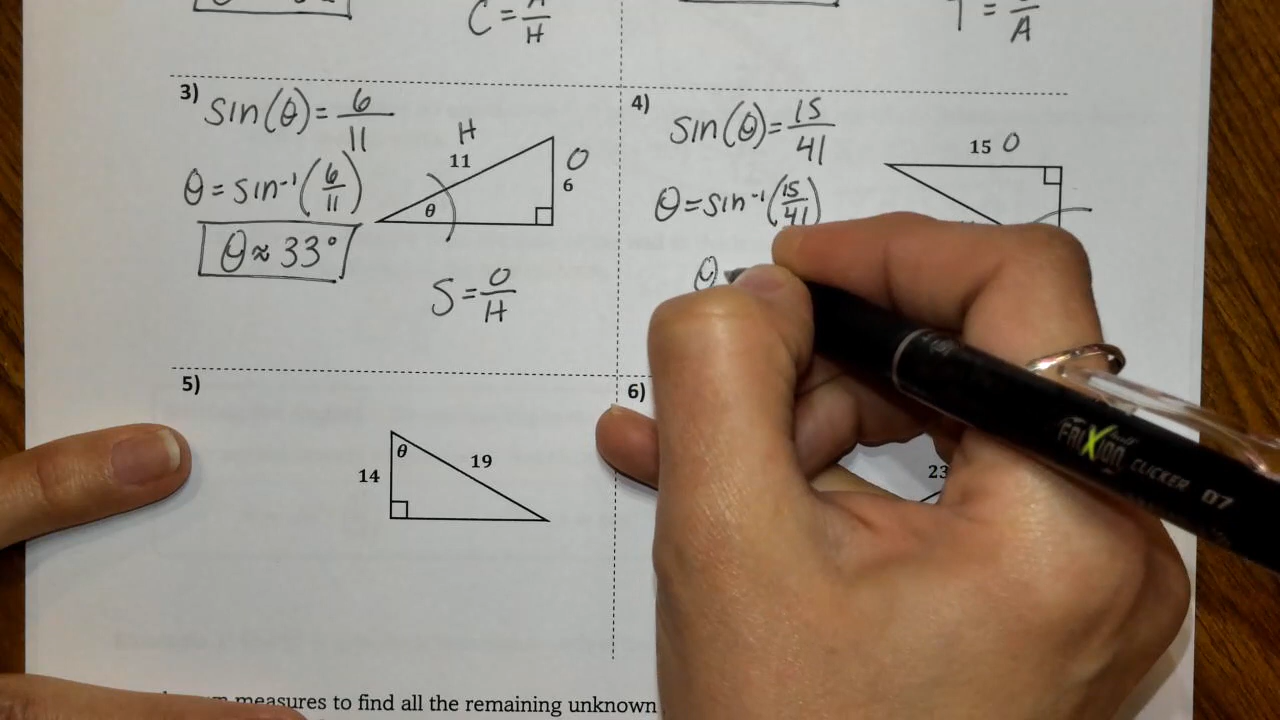 C = A/H
T = O/A
3)
sin(θ) = 6/11
θ = sin⁻¹(6/11)
θ ≈ 33°
H
11
O
6
θ
S = O/H
4)
sin(θ) = 15/41
θ = sin⁻¹(15/41)
θ
15 O
5)
θ
14
19
6)
23
FRIXION ball CLICKER 07
measures to find all the remaining unknown